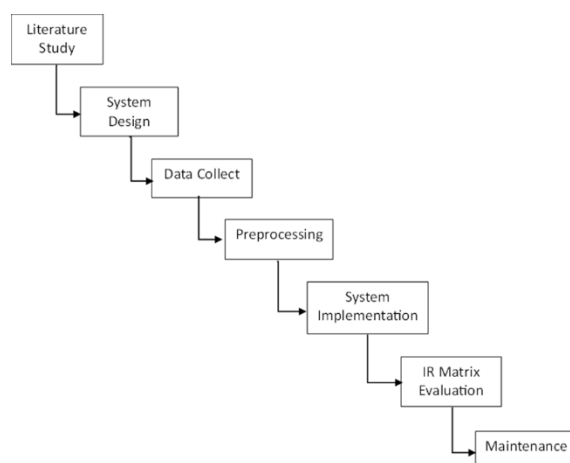 Literature
Study
System
Design
Data Collect
Preprocessing
System
Implementation
IR Matrix
Evaluation
Maintenance